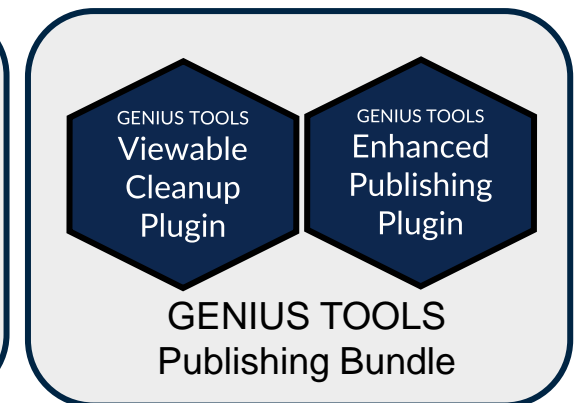 GENIUS TOOLS
Viewable
Cleanup
Plugin
GENIUS TOOLS
Enhanced
Publishing
Plugin
GENIUS TOOLS
Publishing Bundle